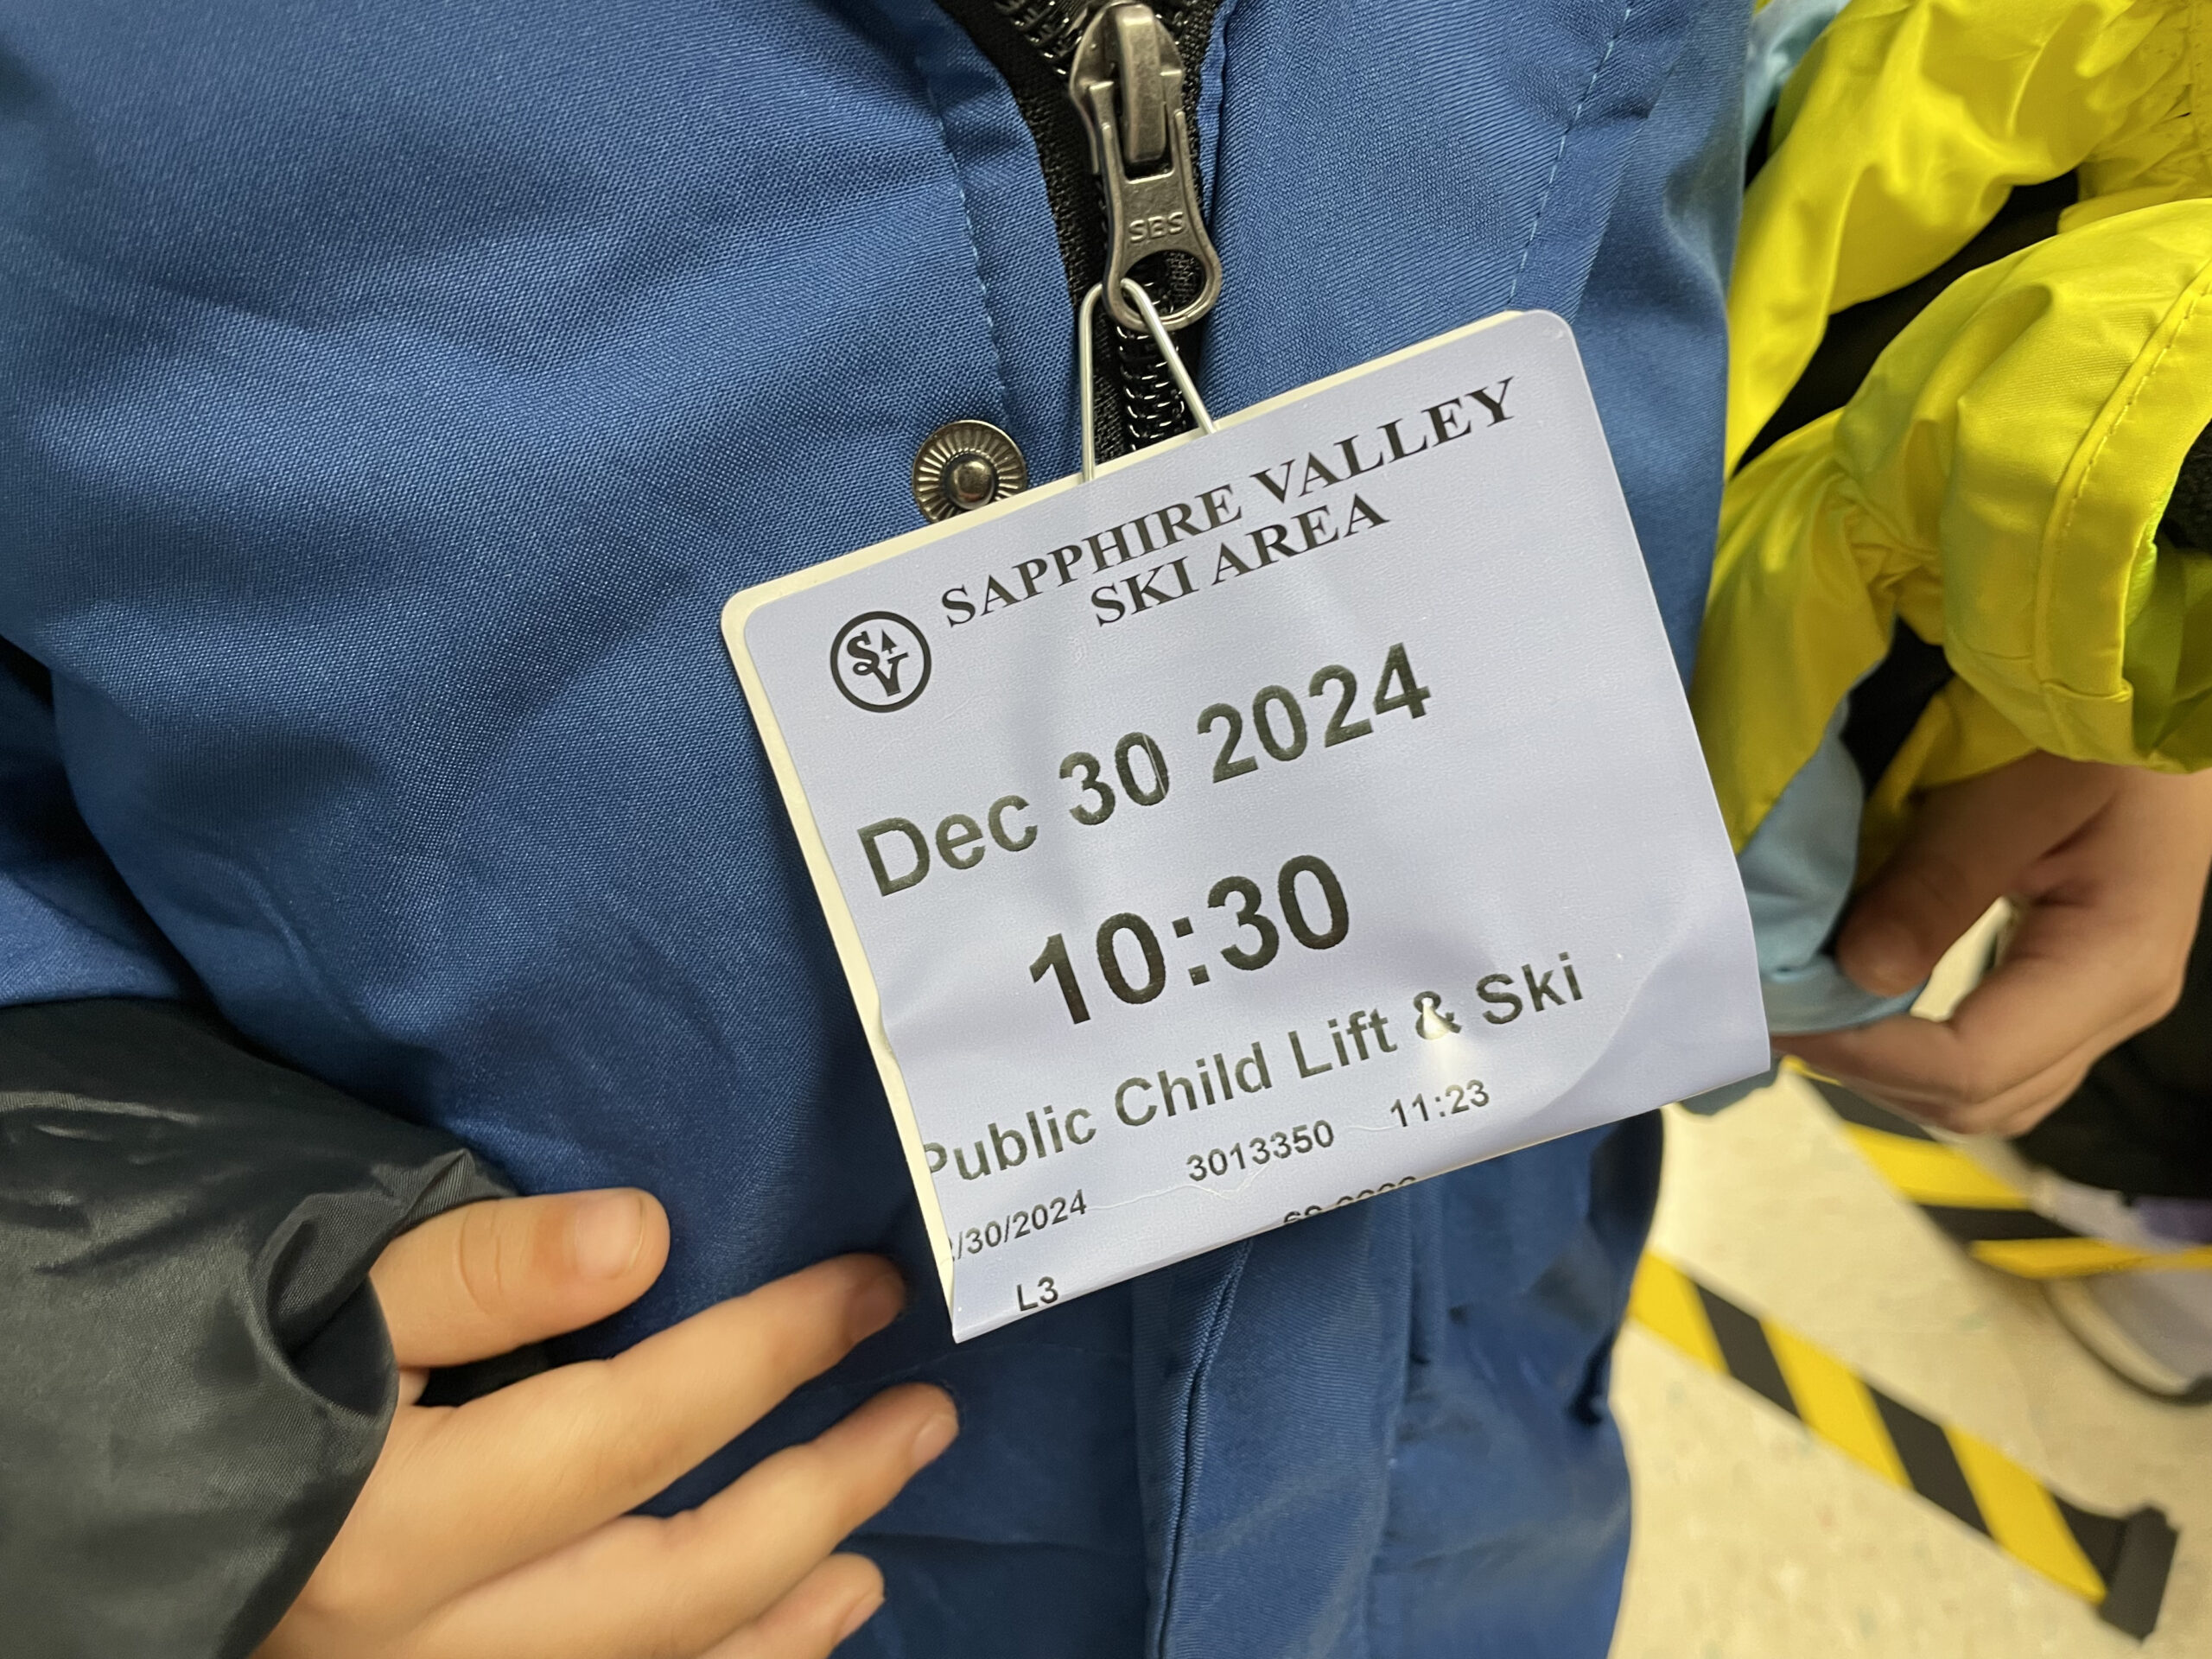 SBS
SAPPHIRE VALLEY
SKI AREA
SV
Dec 30 2024
10:30
Public Child Lift & Ski
/30/2024 3013350 11:23
L3